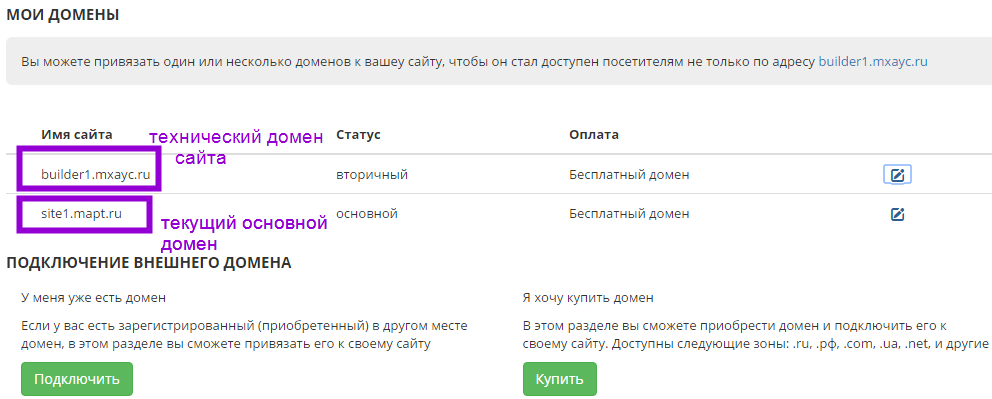 МОИ ДОМЕНЫ
Вы можете привязать один или несколько доменов к вашеу сайту, чтобы он стал доступен посетителям не только по адресу builder1.mxayc.ru
Имя сайта Статус Оплата
технический домен
сайта
builder1.mxayc.ru вторичный Бесплатный домен
site1.mapt.ru основной Бесплатный домен
текущий основной
домен
ПОДКЛЮЧЕНИЕ ВНЕШНЕГО ДОМЕНА
У меня уже есть домен
Если у вас есть зарегистрированный (приобретенный) в другом месте
домен, в этом разделе вы сможете привязать его к своему сайту
Подключить
Я хочу купить домен
В этом разделе вы сможете приобрести домен и подключить его к
своему сайту. Доступны следующие зоны: .ru, .рф, .com, .ua, .net, и другие
Купить